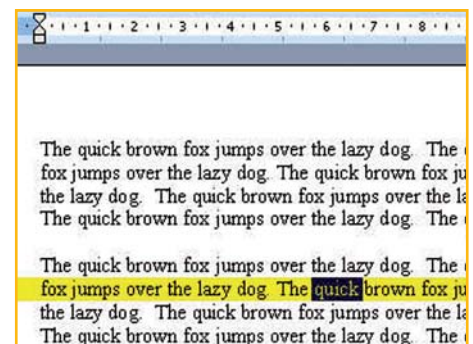 1 2 3 4 5 6 7 8
The quick brown fox jumps over the lazy dog. The
fox jumps over the lazy dog. The quick brown fox ju
the lazy dog. The quick brown fox jumps over the la
The quick brown fox jumps over the lazy dog. The
The quick brown fox jumps over the lazy dog. The
fox jumps over the lazy dog. The quick brown fox ju
the lazy dog. The quick brown fox jumps over the la
The quick brown fox jumps over the lazy dog. The